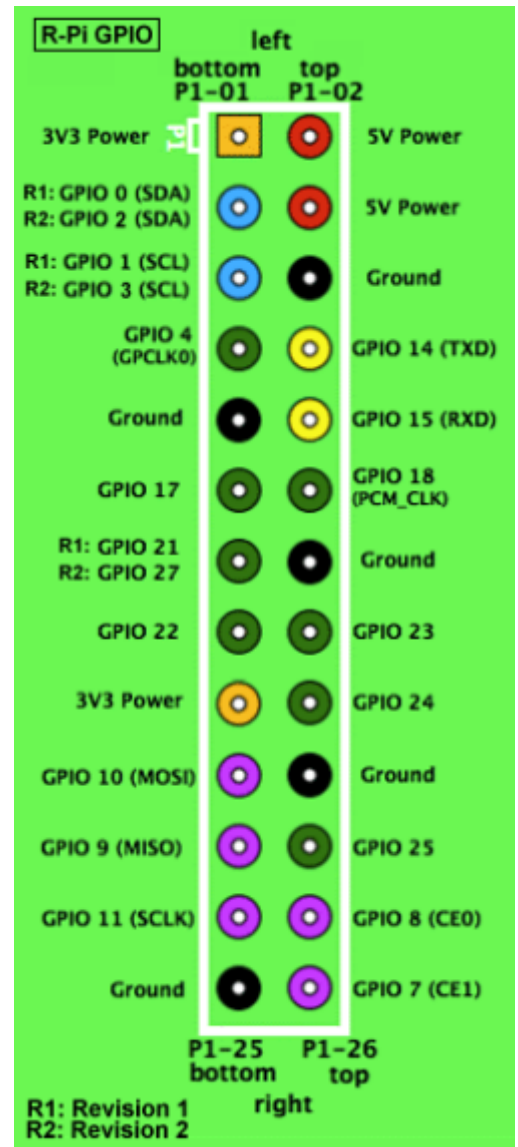 R-Pi GPIO
left
bottom top
P1-01 P1-02
3V3 Power P1 5V Power
R1: GPIO 0 (SDA)
R2: GPIO 2 (SDA) 5V Power
R1: GPIO 1 (SCL)
R2: GPIO 3 (SCL) Ground
GPIO 4
(GPCLK0) GPIO 14 (TXD)
Ground GPIO 15 (RXD)
GPIO 17 GPIO 18
(PCM_CLK)
R1: GPIO 21
R2: GPIO 27 Ground
GPIO 22 GPIO 23
3V3 Power GPIO 24
GPIO 10 (MOSI) Ground
GPIO 9 (MISO) GPIO 25
GPIO 11 (SCLK) GPIO 8 (CE0)
Ground GPIO 7 (CE1)
P1-25 P1-26
bottom top
right
R1: Revision 1
R2: Revision 2